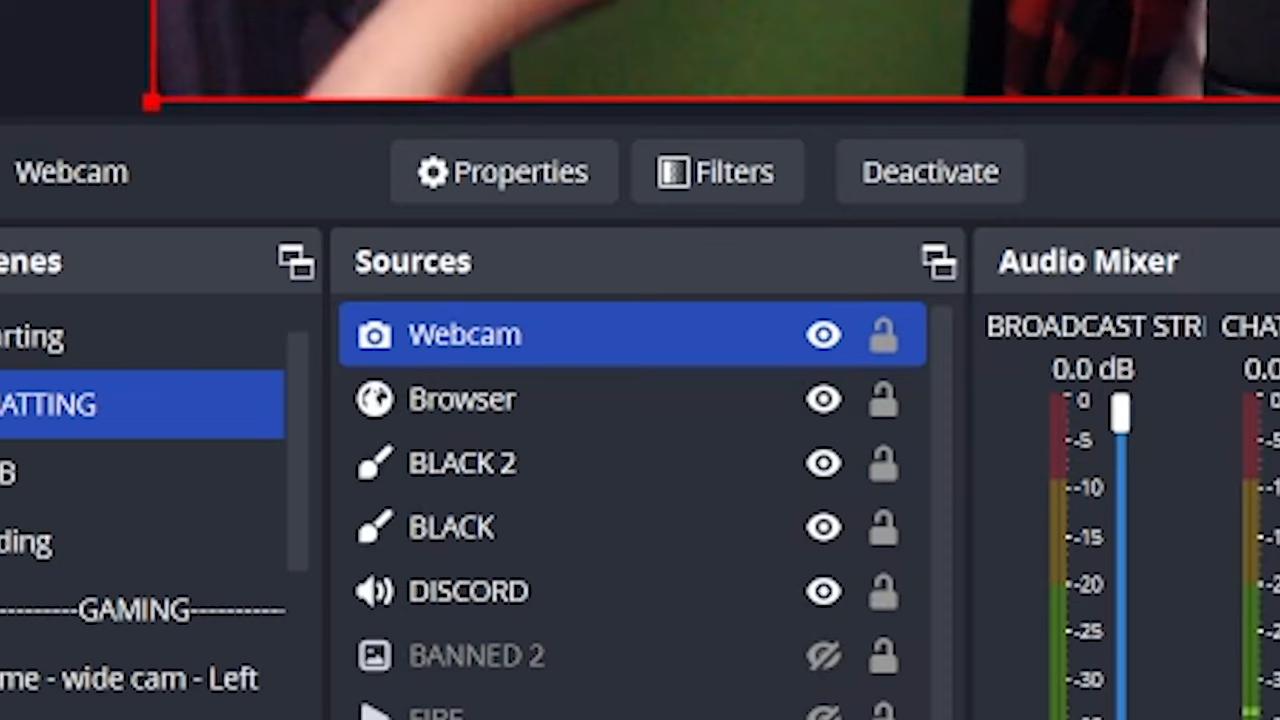 Webcam
Properties
Filters
Deactivate
enes
Sources
Audio Mixer
arting
ATTING
B
ding
----------GAMING-----------
me - wide cam - Left
Webcam
Browser
BLACK 2
BLACK
DISCORD
BANNED 2
FIRE
BROADCAST STR
CHA
0.0 dB
0.0
0
-5
-10
-15
-20
-25
-30